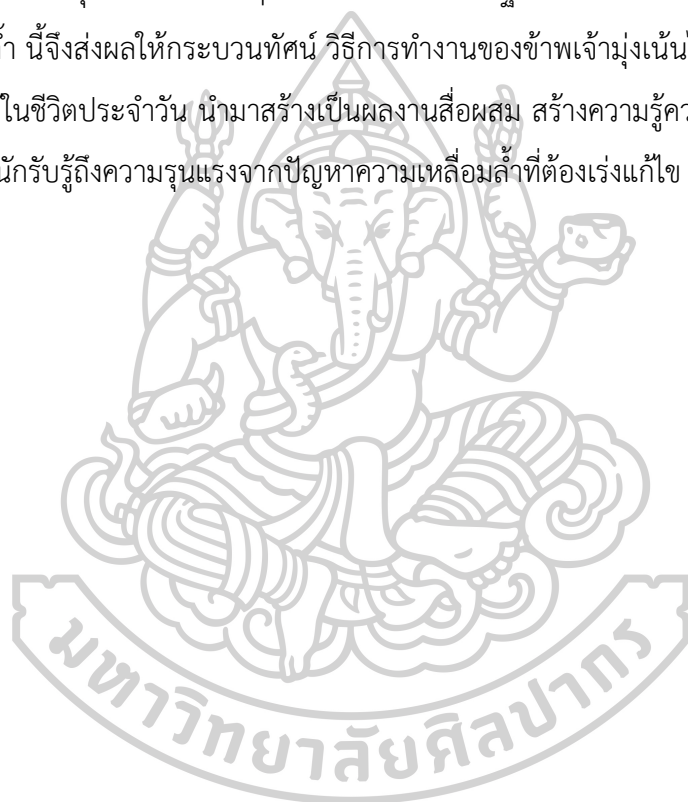 ล้ำ นี้จึงส่งผลให้กระบวนทัศน์ วิธีการทำงานของข้าพเจ้ามุ่งเน้น
ในชีวิตประจำวัน นำมาสร้างเป็นผลงานสื่อผสม สร้างความรู้
นักรับรู้ถึงความรุนแรงจากปัญหาความเหลื่อมล้ำที่ต้องเร่งแก้ไข
มหาวิทยาลัยศิลปากร